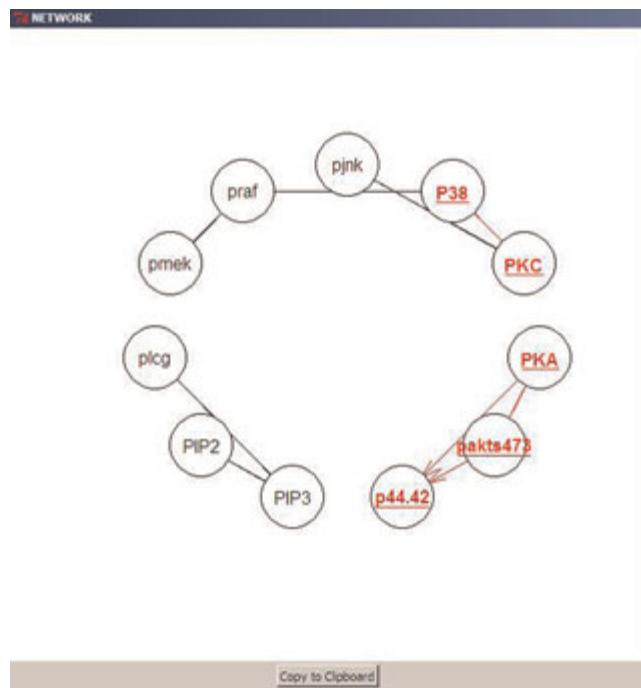 NETWORK
pjnk
praf
P38
pmek
PKC
plcg
PKA
PIP2
pakts473
PIP3
p44.42
Copy to Clipboard